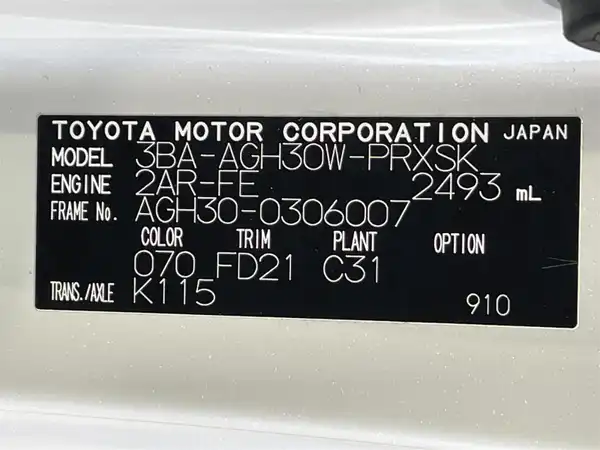 TOYOTA MOTOR CORPORATION JAPAN
MODEL 3BA-AGH30W-PRXSK
ENGINE 2AR-FE 2493 mL
FRAME No. AGH30-0306007
COLOR TRIM PLANT OPTION
070 FD21 C31
TRANS./AXLE K115 910